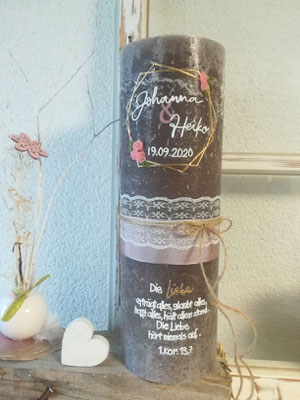 Johanna
&
Heiko
19.09.2020
Die Liebe
erträgt alles, glaubt alles,
hofft alles, hält allem stand.
Die Liebe
hört niemals auf...
1. Kor. 13.7